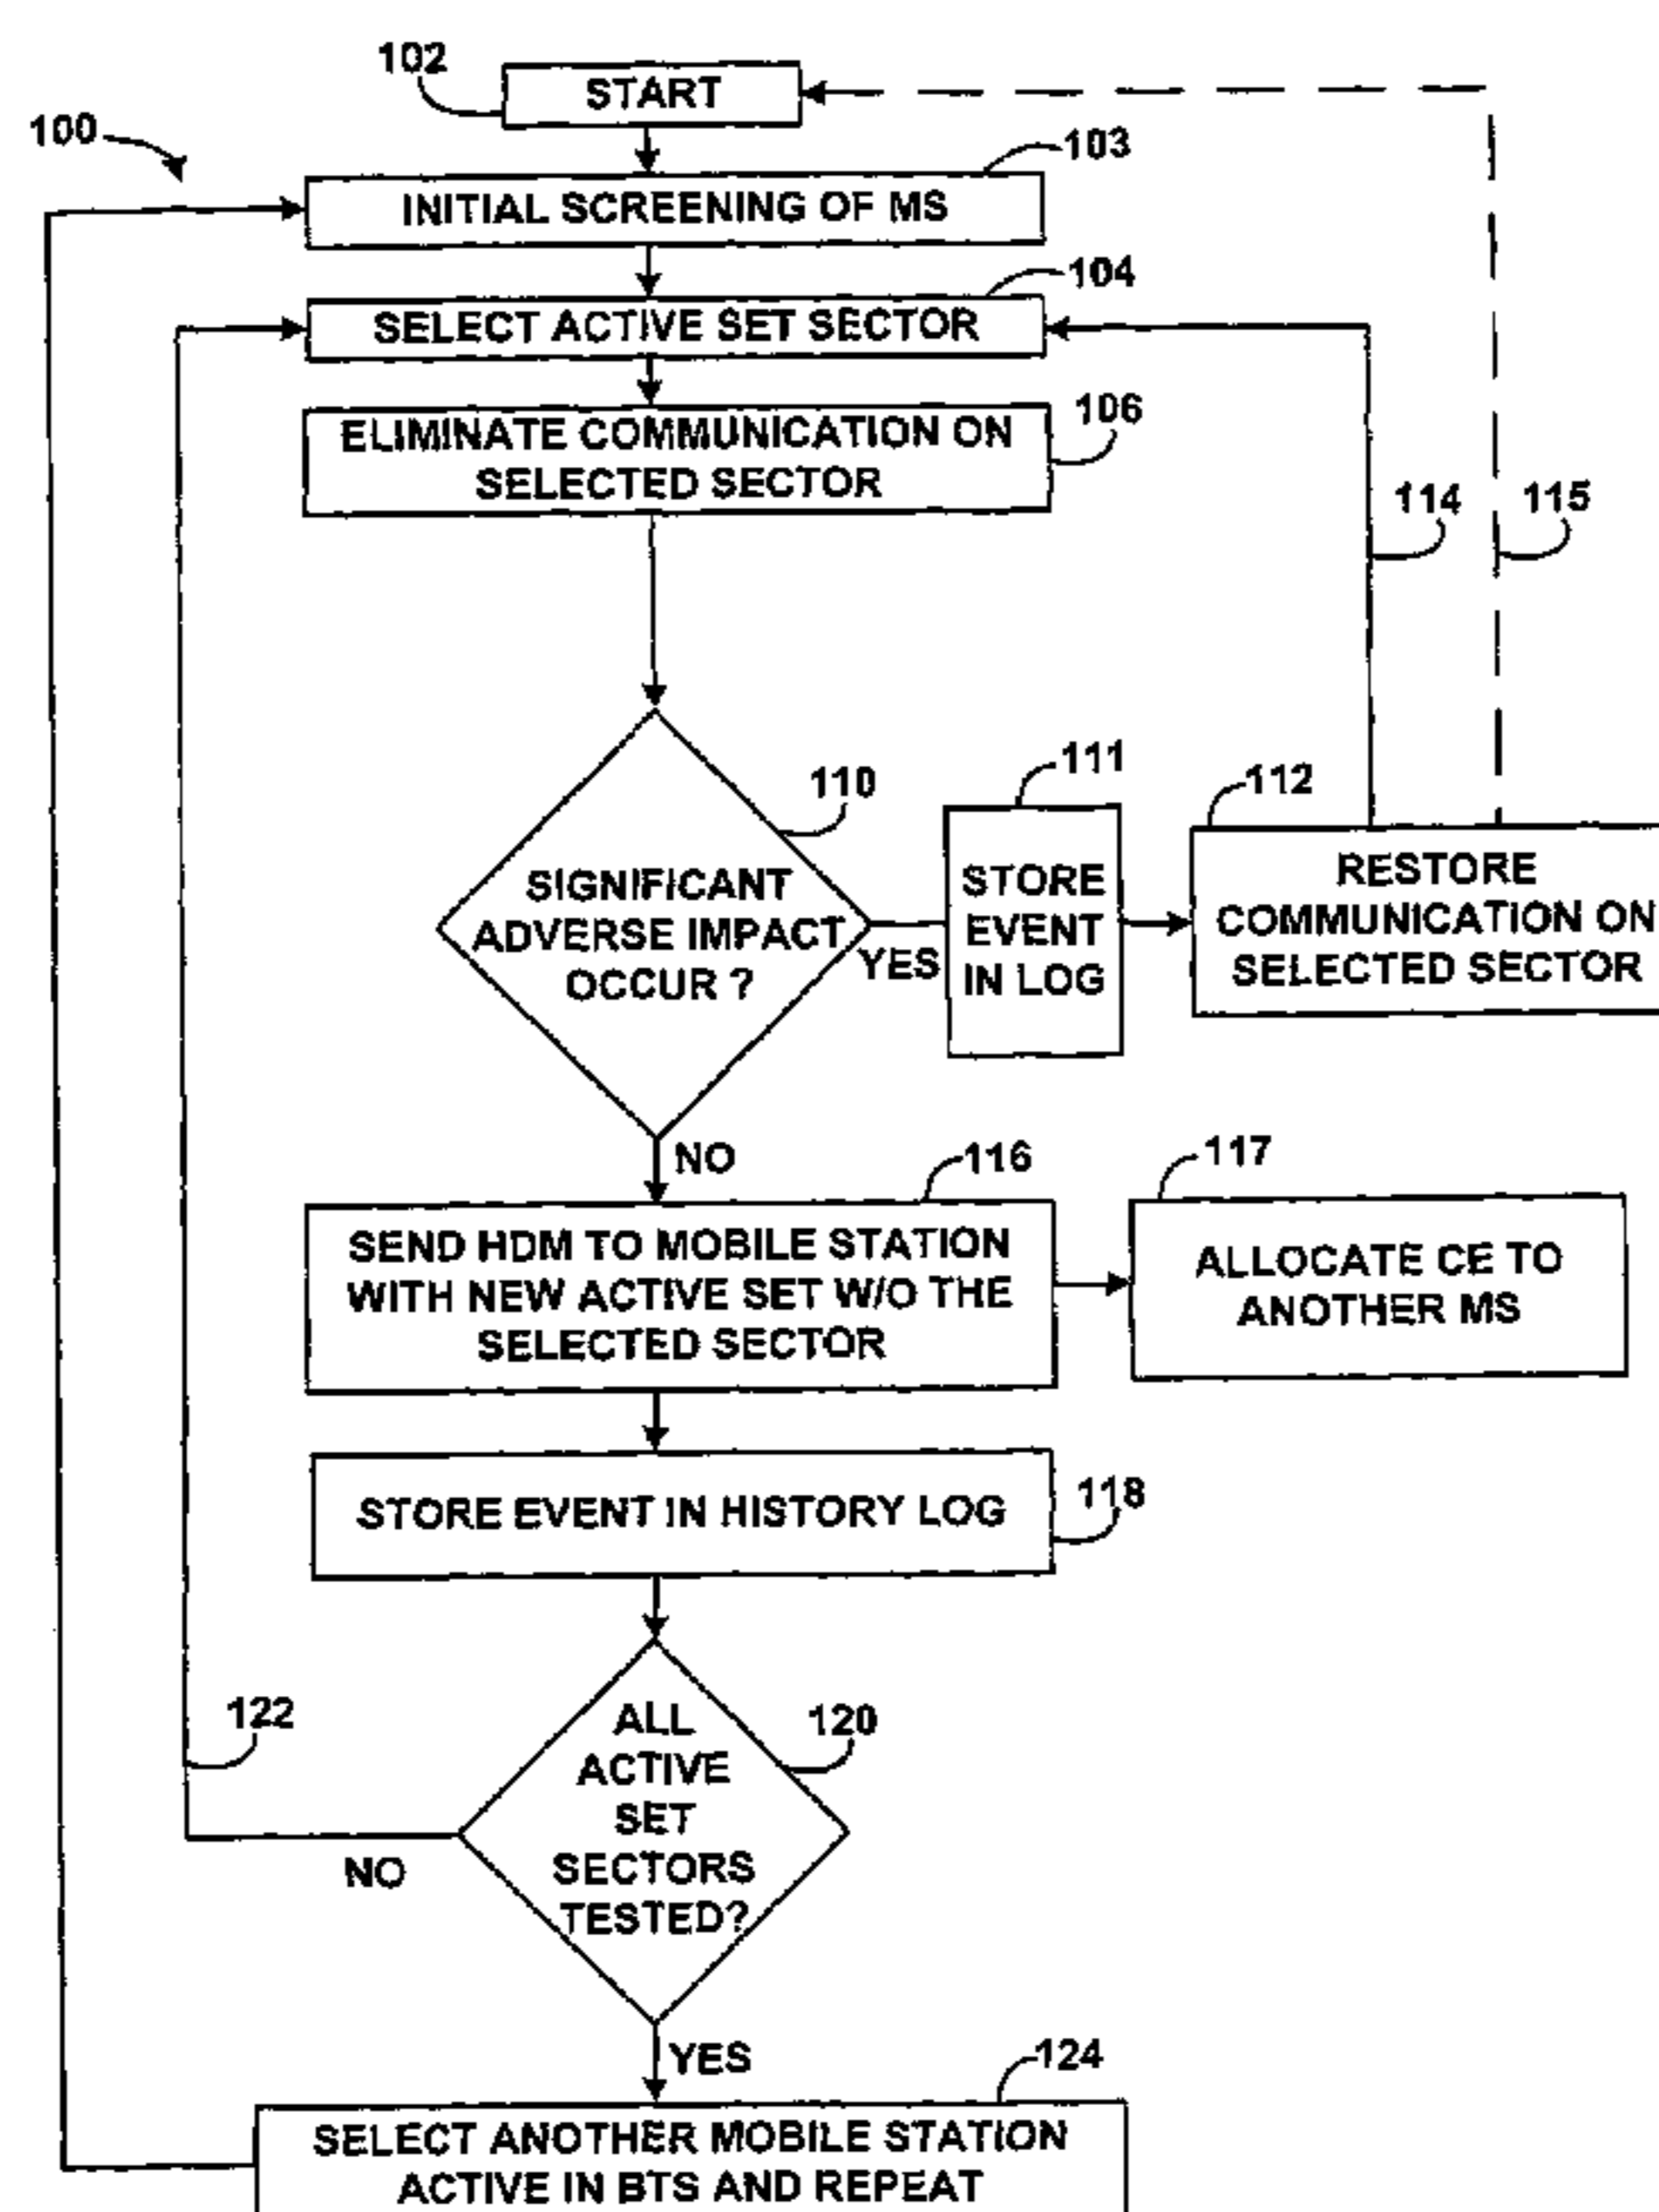 102
START
100
103
INITIAL SCREENING OF MS
104
SELECT ACTIVE SET SECTOR
106
ELIMINATE COMMUNICATION ON
SELECTED SECTOR
114
115
110
SIGNIFICANT
ADVERSE IMPACT
OCCUR ?
YES
111
STORE
EVENT
IN LOG
112
RESTORE
COMMUNICATION ON
SELECTED SECTOR
NO
116
SEND HDM TO MOBILE STATION
WITH NEW ACTIVE SET W/O THE
SELECTED SECTOR
117
ALLOCATE CE TO
ANOTHER MS
118
STORE EVENT IN HISTORY LOG
122
120
ALL
ACTIVE
SET
SECTORS
TESTED?
NO
YES
124
SELECT ANOTHER MOBILE STATION
ACTIVE IN BTS AND REPEAT